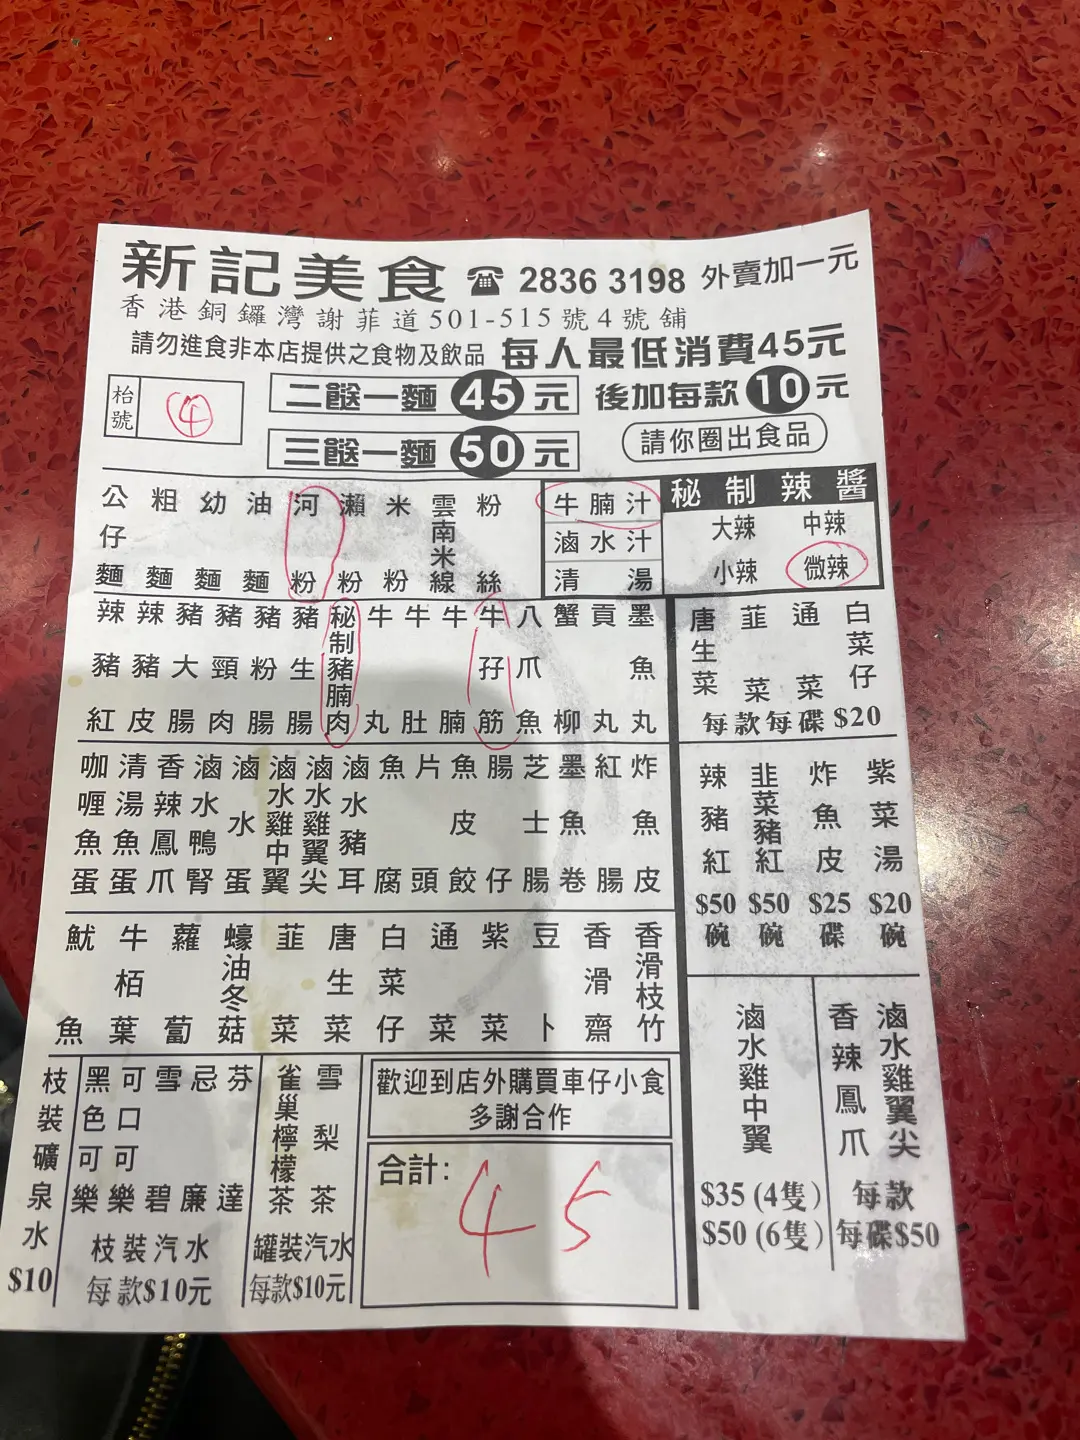 新記美食 ☎ 2836 3198 外賣加一元
香港銅鑼灣謝菲道501-515號4號舖
請勿進食非本店提供之食物及飲品 每人最低消費45元
枱號 4
二餸一麵 45 元 後加每款 10 元
三餸一麵 50 元 請你圈出食品
公仔麵 粗麵 幼麵 油麵 河粉 瀨粉 米粉 雲南米線 粉絲
牛腩汁
滷水汁
清湯
秘制辣醬
大辣 中辣
小辣 微辣
辣豬紅 辣豬皮 豬大腸 豬頸肉 豬粉腸 豬生腸 秘制豬腩肉 牛丸 牛肚 牛腩 牛孖筋 八爪魚 蟹柳 貢丸 墨魚丸
咖喱魚蛋 清湯魚蛋 香辣鳳爪 滷水鴨腎 滷水蛋 滷水雞中翼 滷水雞翼尖 滷水豬耳 魚腐 片頭 魚皮餃 腸仔 芝士腸 墨魚卷 紅腸 炸魚皮
魷魚 牛栢葉 蘿蔔 蠔油冬菇 韮菜 唐生菜 白菜仔 通菜 紫菜 豆卜 香滑齋 香滑枝竹
唐生菜 韮菜 通菜 白菜仔
每款每碟$20
辣豬紅 $50碗
韭菜豬紅 $50碗
炸魚皮 $25碟
紫菜湯 $20碗
滷水雞中翼
$35(4隻)
$50(6隻)
香辣鳳爪 滷水雞翼尖
每款
每碟$50
枝裝礦泉水 $10
黑色可樂 可口可樂 雪碧 忌廉 芬達
枝裝汽水
每款$10元
雀巢檸檬茶 雪梨茶
罐裝汽水
每款$10元
歡迎到店外購買車仔小食
多謝合作
合計: 45